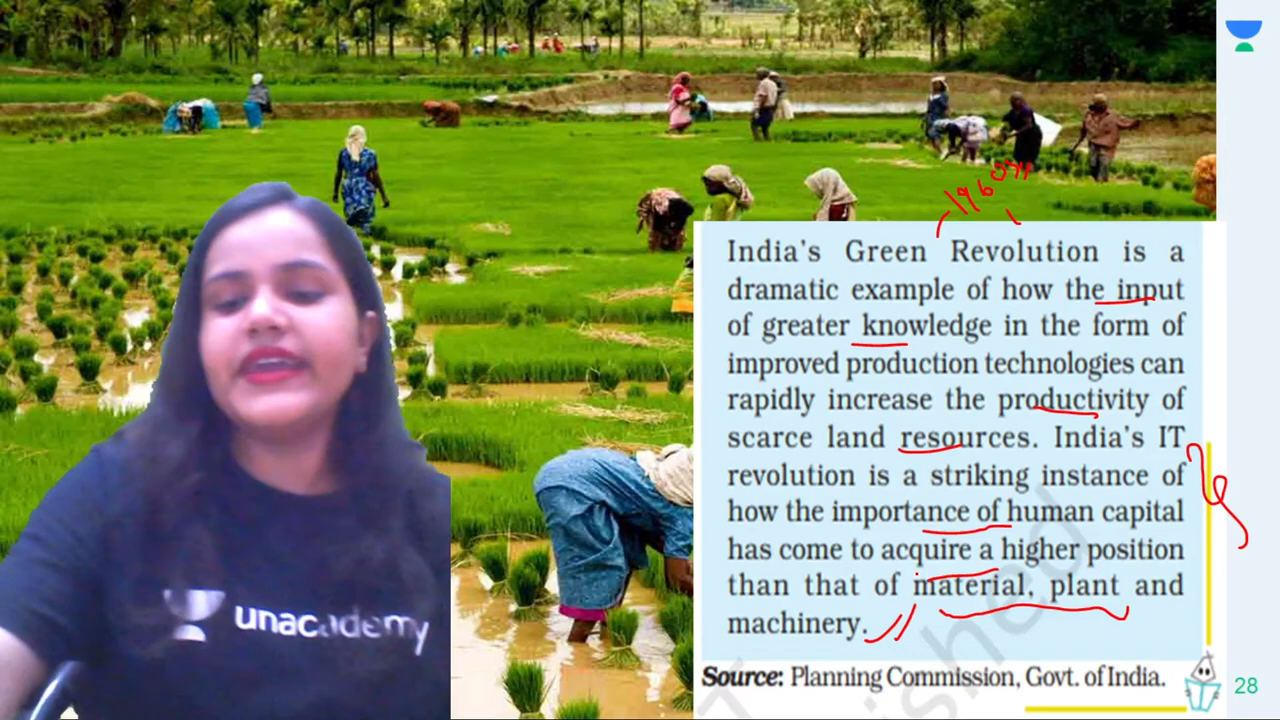 1960s
India's Green Revolution is a
dramatic example of how the input
of greater knowledge in the form of
improved production technologies can
rapidly increase the productivity of
scarce land resources. India's IT
revolution is a striking instance of
how the importance of human capital
has come to acquire a higher position
than that of material, plant and
machinery.
Source: Planning Commission, Govt. of India.
unacademy
28